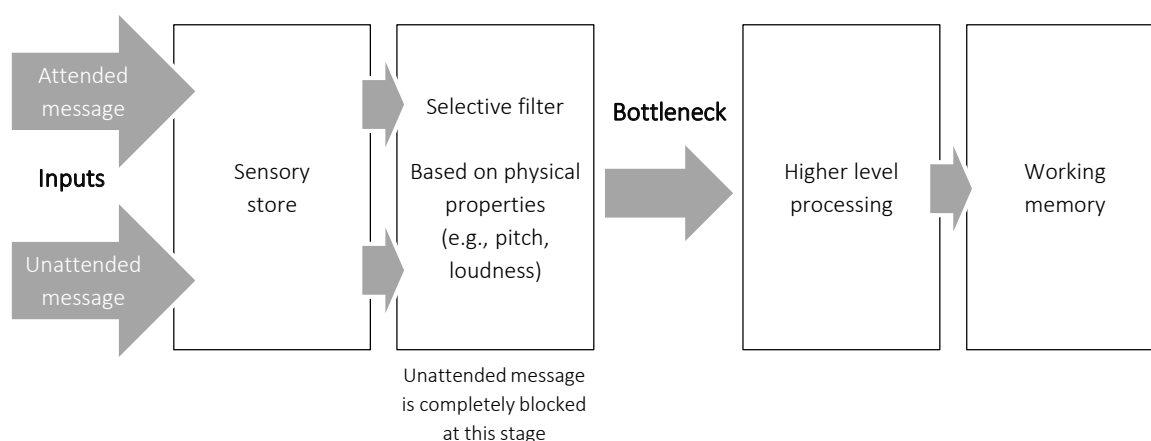 Attended
message
Inputs
Unattended
message
Sensory
store
Selective filter
Based on physical
properties
(e.g., pitch,
loudness)
Unattended message
is completely blocked
at this stage
Bottleneck
Higher level
processing
Working
memory